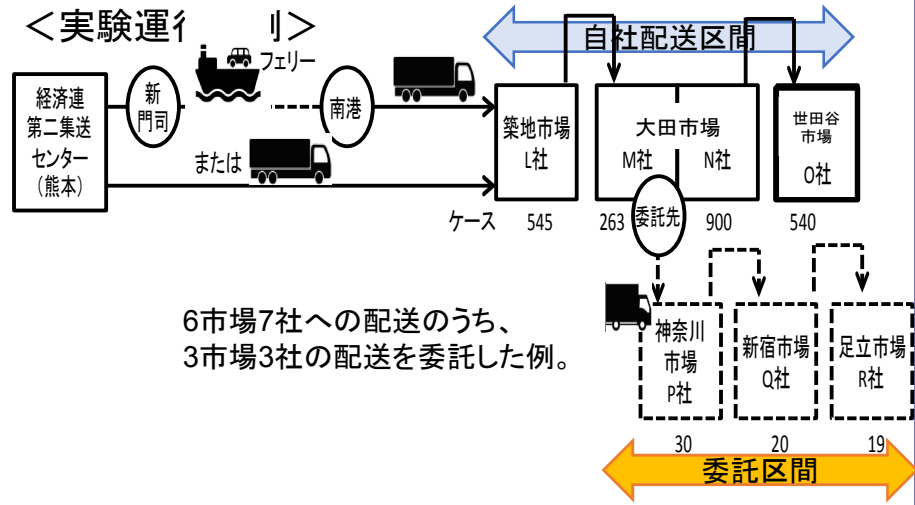 ＜実験運行 ＞
自社配送区間
フェリー
経済連
第二集送
センター
（熊本）
新
門司
南港
または
築地市場
L社
大田市場
M社
N社
世田谷
市場
O社
ケース
545
263
委託先
900
540
6市場7社への配送のうち、
3市場3社の配送を委託した例。
神奈川
市場
P社
新宿市場
Q社
足立市場
R社
30
20
19
委託区間